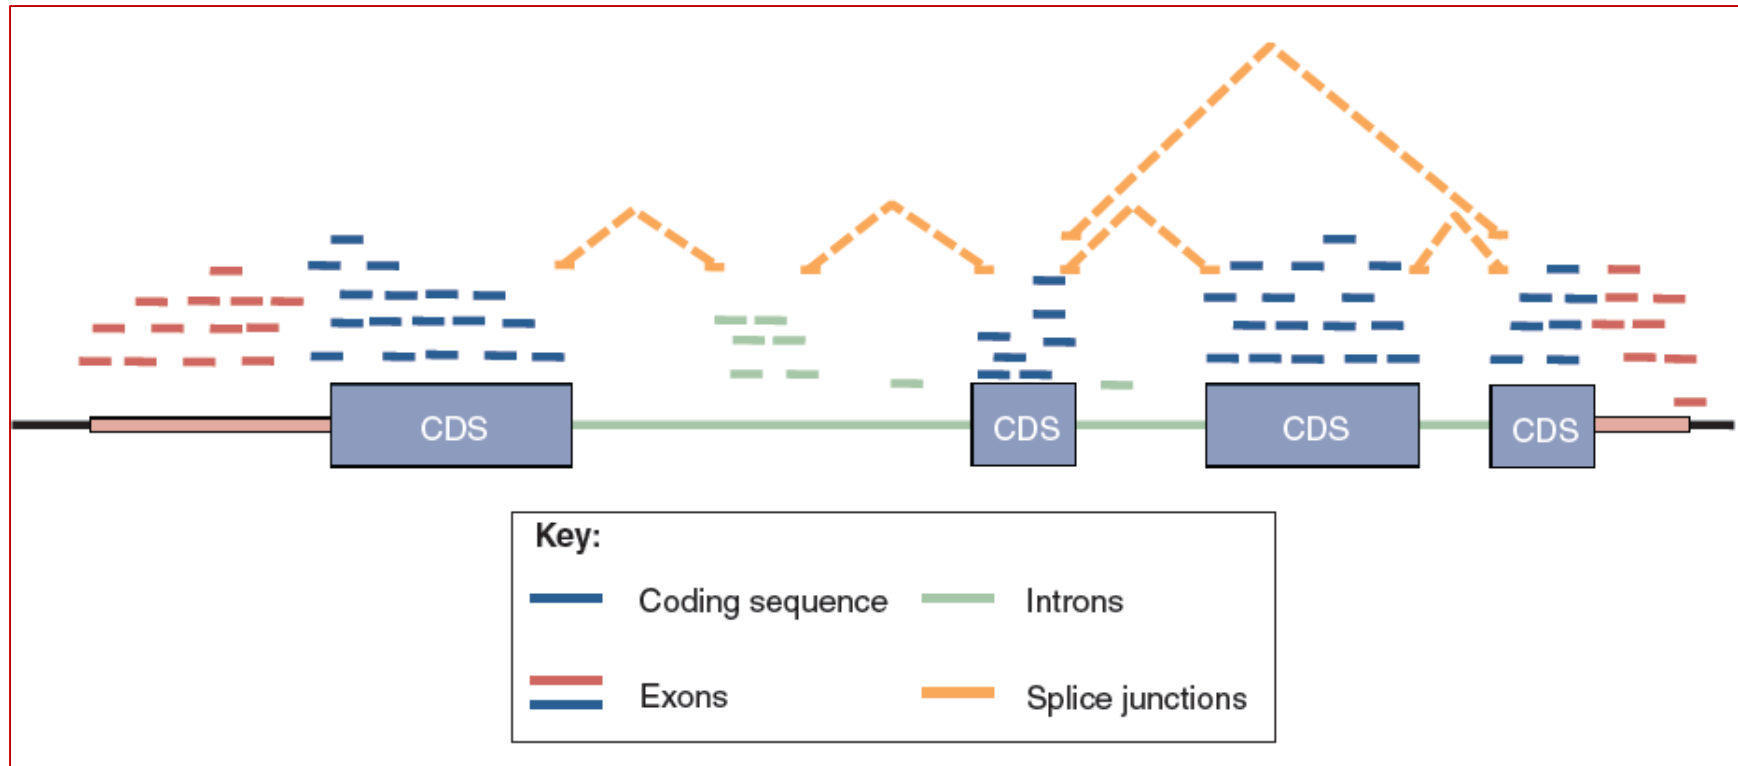 CDS
CDS
CDS
CDS
Key:
Coding sequence
Introns
Exons
Splice junctions